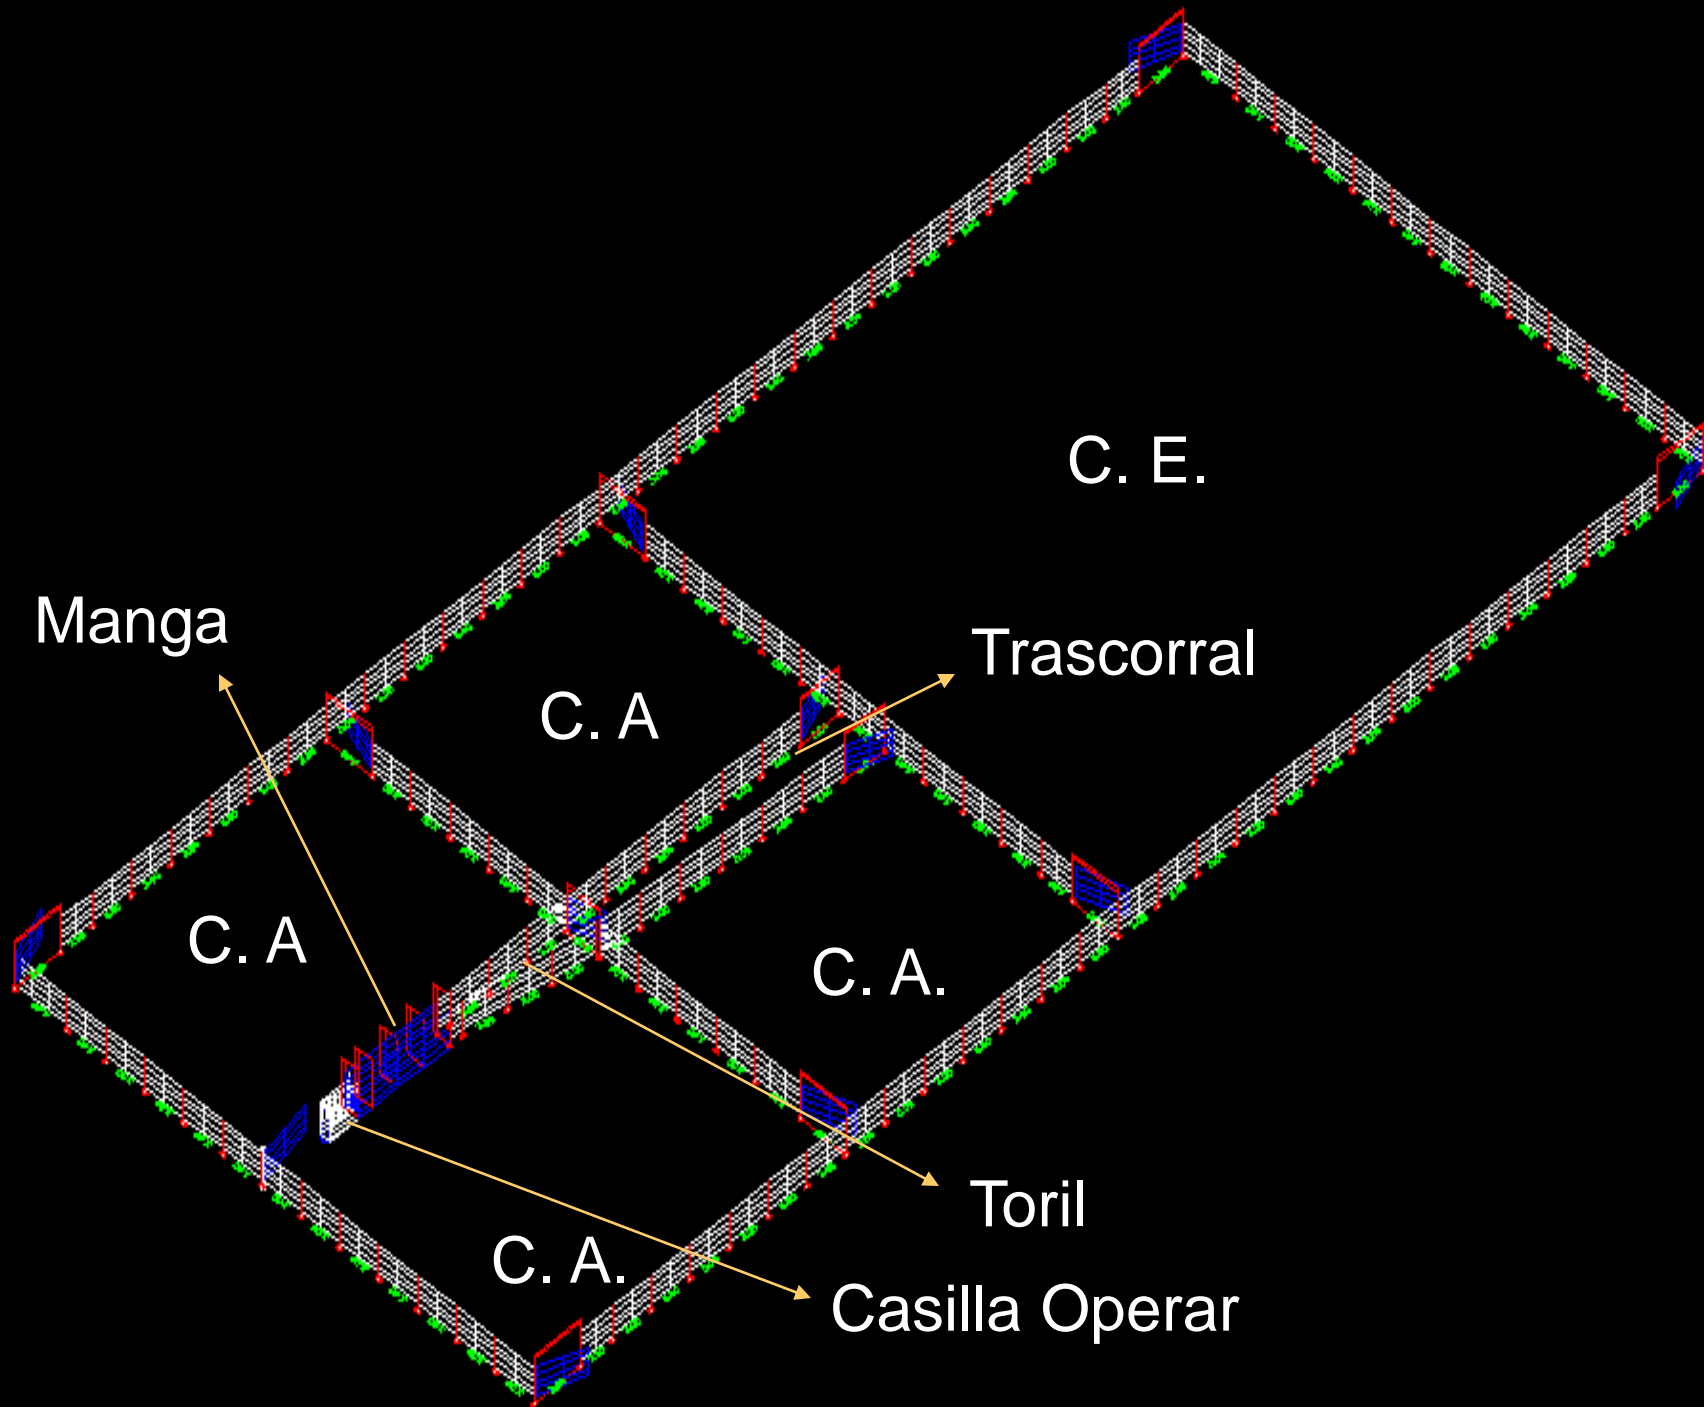 C. E.
Manga
Trascorral
C. A
C. A
C. A.
Toril
C. A.
Casilla Operar